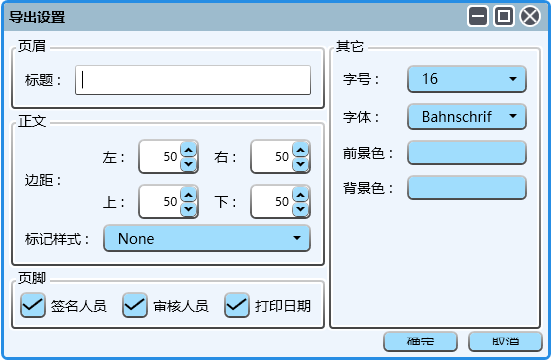 导出设置
页眉
标题：
正文
边距：
左： 50 右： 50
上： 50 下： 50
标记样式： None
页脚
签名人员 审核人员 打印日期
其它
字号： 16
字体： Bahnschrif
前景色：
背景色：
确定 取消